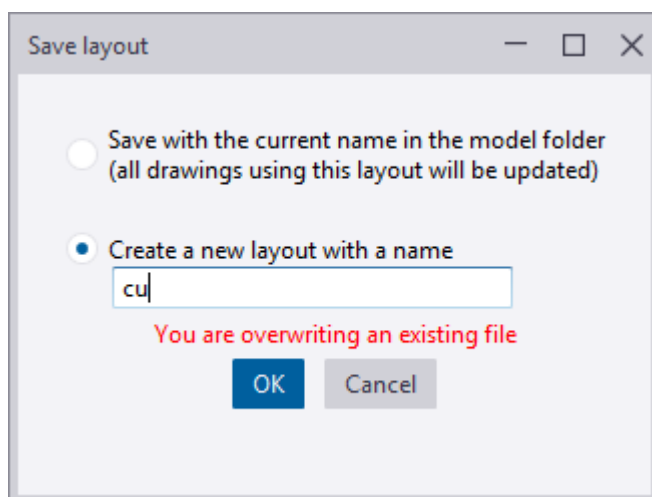 Save layout
Save with the current name in the model folder
(all drawings using this layout will be updated)
Create a new layout with a name
cu
You are overwriting an existing file
OK Cancel